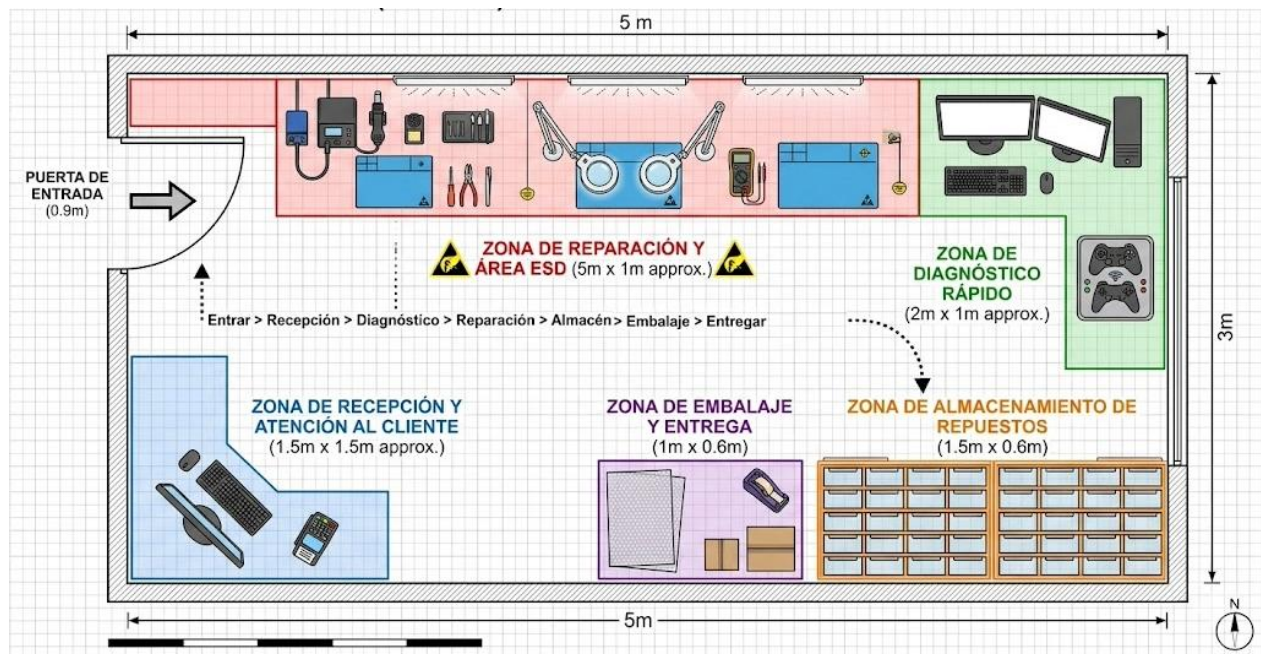 5 m
PUERTA DE
ENTRADA
(0.9m)
ZONA DE REPARACIÓN Y
ÁREA ESD (5m x 1m approx.)
ZONA DE
DIAGNÓSTICO
RÁPIDO
(2m x 1m approx.)
Entrar > Recepción > Diagnóstico > Reparación > Almacén > Embalaje > Entregar
3m
ZONA DE RECEPCIÓN Y
ATENCIÓN AL CLIENTE
(1.5m x 1.5m approx.)
ZONA DE EMBALAJE
Y ENTREGA
(1m x 0.6m)
ZONA DE ALMACENAMIENTO DE
REPUESTOS
(1.5m x 0.6m)
5m
N